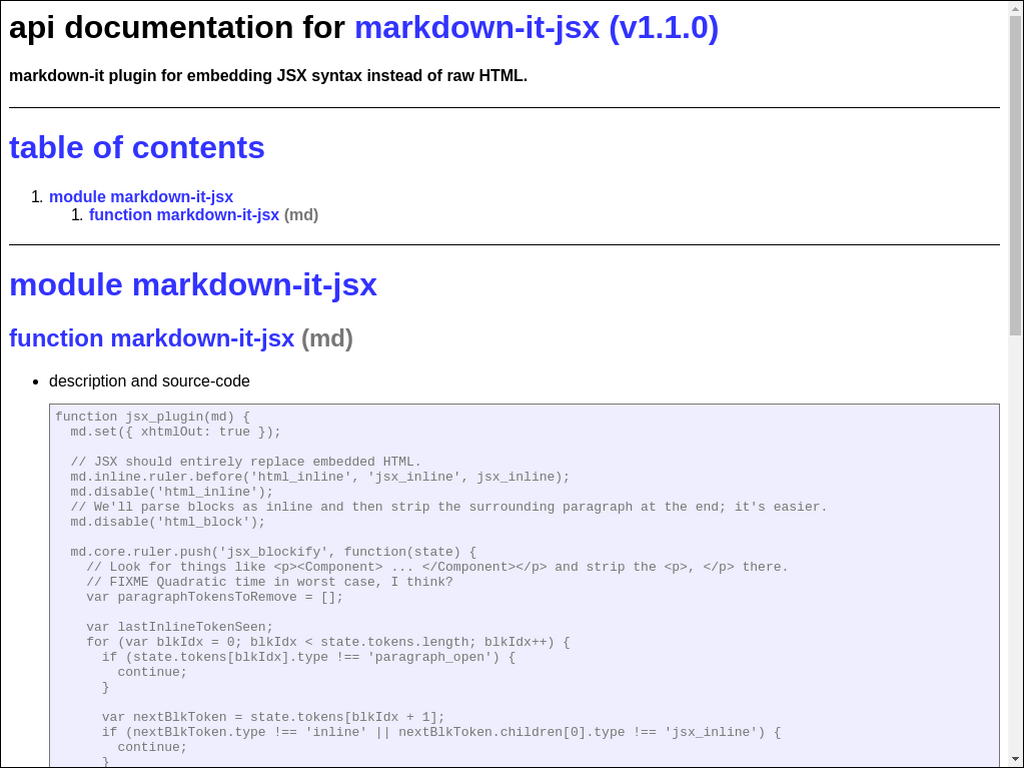 api documentation for markdown-it-jsx (v1.1.0)
markdown-it plugin for embedding JSX syntax instead of raw HTML.
table of contents
1. module markdown-it-jsx
1. function markdown-it-jsx (md)
module markdown-it-jsx
function markdown-it-jsx (md)
• description and source-code
function jsx_plugin(md) {
  md.set({ xhtmlOut: true });
  // JSX should entirely replace embedded HTML.
  md.inline.ruler.before('html_inline', 'jsx_inline', jsx_inline);
  md.disable('html_inline');
  // We'll parse blocks as inline and then strip the surrounding paragraph at the end; it's easier.
  md.disable('html_block');
  md.core.ruler.push('jsx_blockify', function(state) {
    // Look for things like <p><Component> ... </Component></p> and strip the <p>, </p> there.
    // FIXME Quadratic time in worst case, I think?
    var paragraphTokensToRemove = [];
    var lastInlineTokenSeen;
    for (var blkIdx = 0; blkIdx < state.tokens.length; blkIdx++) {
      if (state.tokens[blkIdx].type !== 'paragraph_open') {
        continue;
      }
      var nextBlkToken = state.tokens[blkIdx + 1];
      if (nextBlkToken.type !== 'inline' || nextBlkToken.children[0].type !== 'jsx_inline') {
        continue;
      }